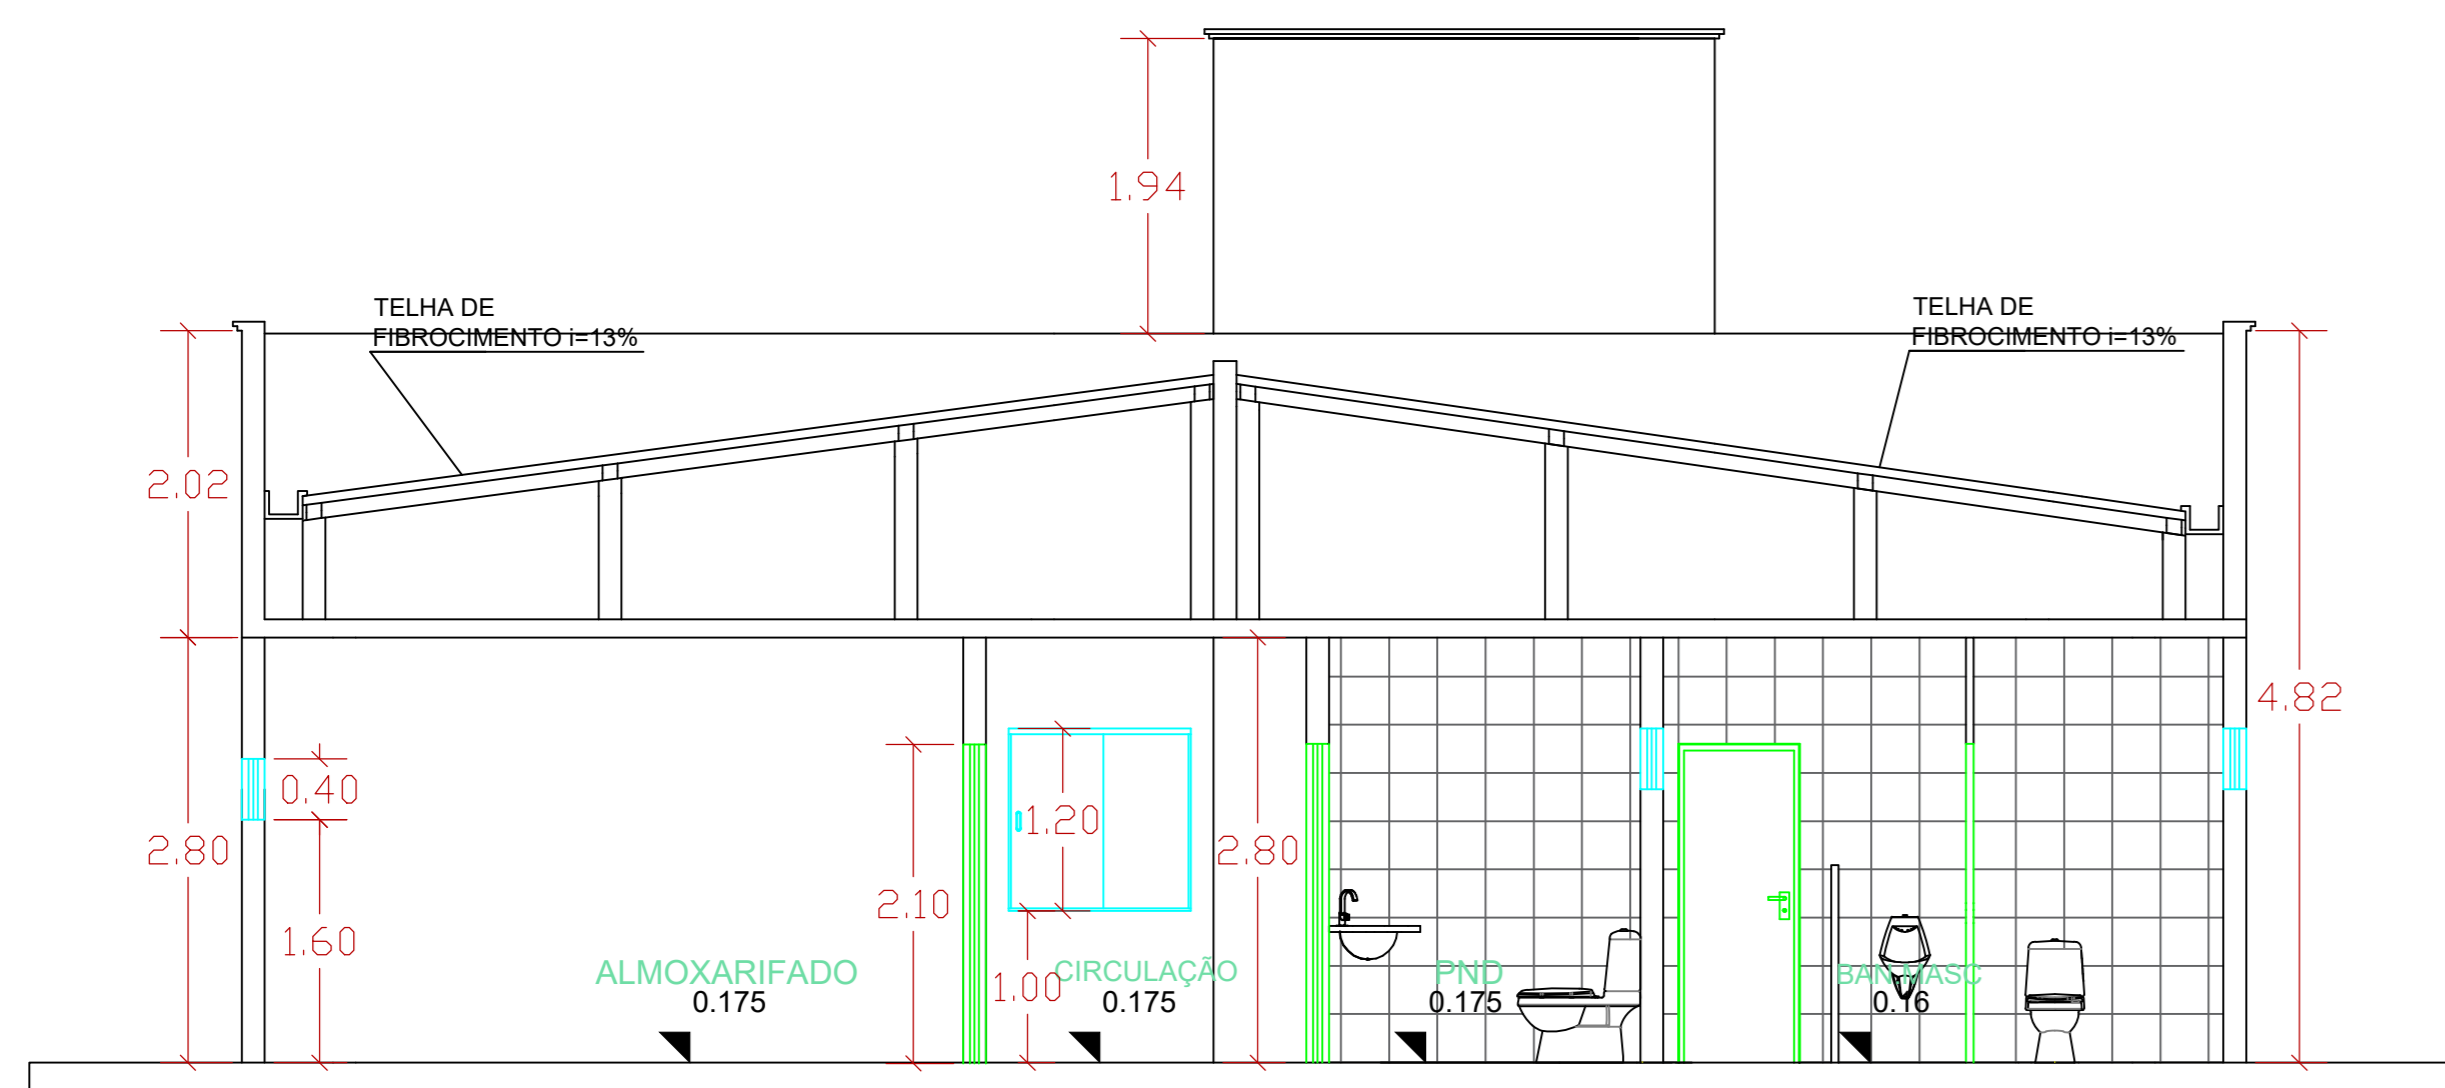 1.94
TELHA DE
FIBROCIMENTO i=13%
TELHA DE
FIBROCIMENTO i=13%
2.02
4.82
0.40
1.20
2.80
2.80
2.10
1.60
1.00
ALMOXARIFADO
0.175
CIRCULAÇÃO
0.175
PND
0.175
BAN.MASC
0.16